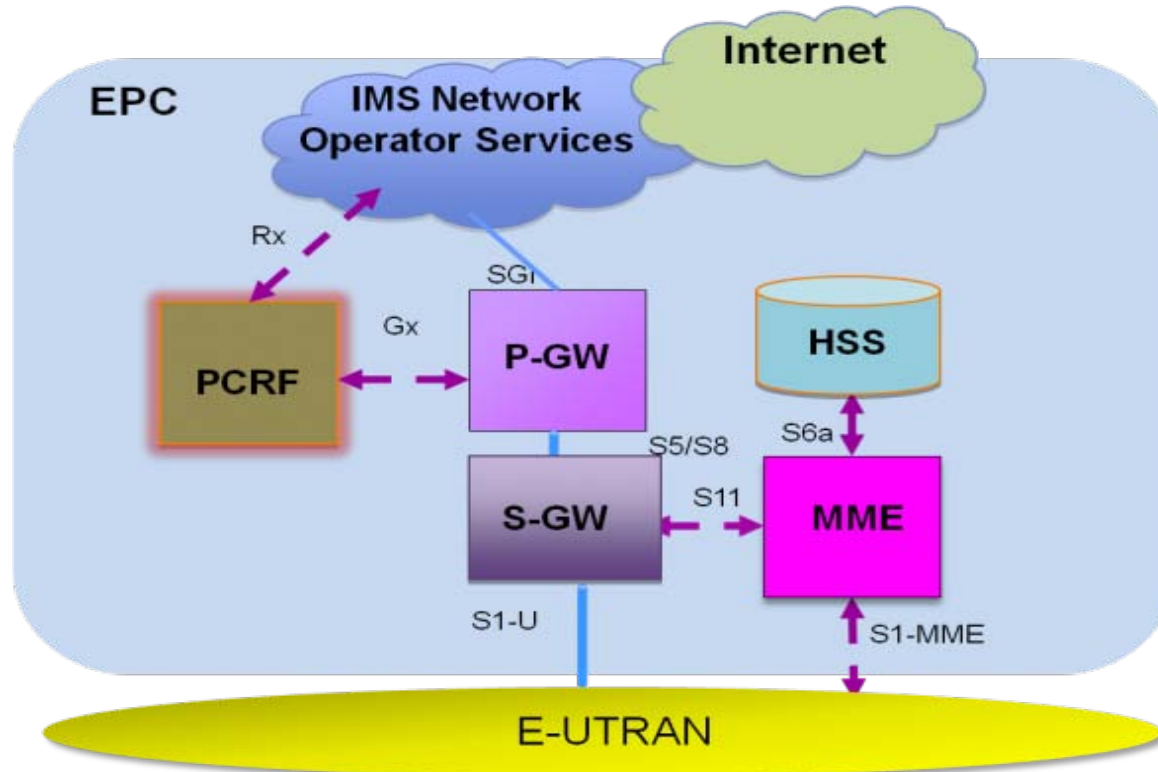 Internet
EPC
IMS Network
Operator Services
Rx
SGi
Gx
PCRF
P-GW
HSS
S5/S8
S6a
S11
S-GW
MME
S1-U
S1-MME
E-UTRAN